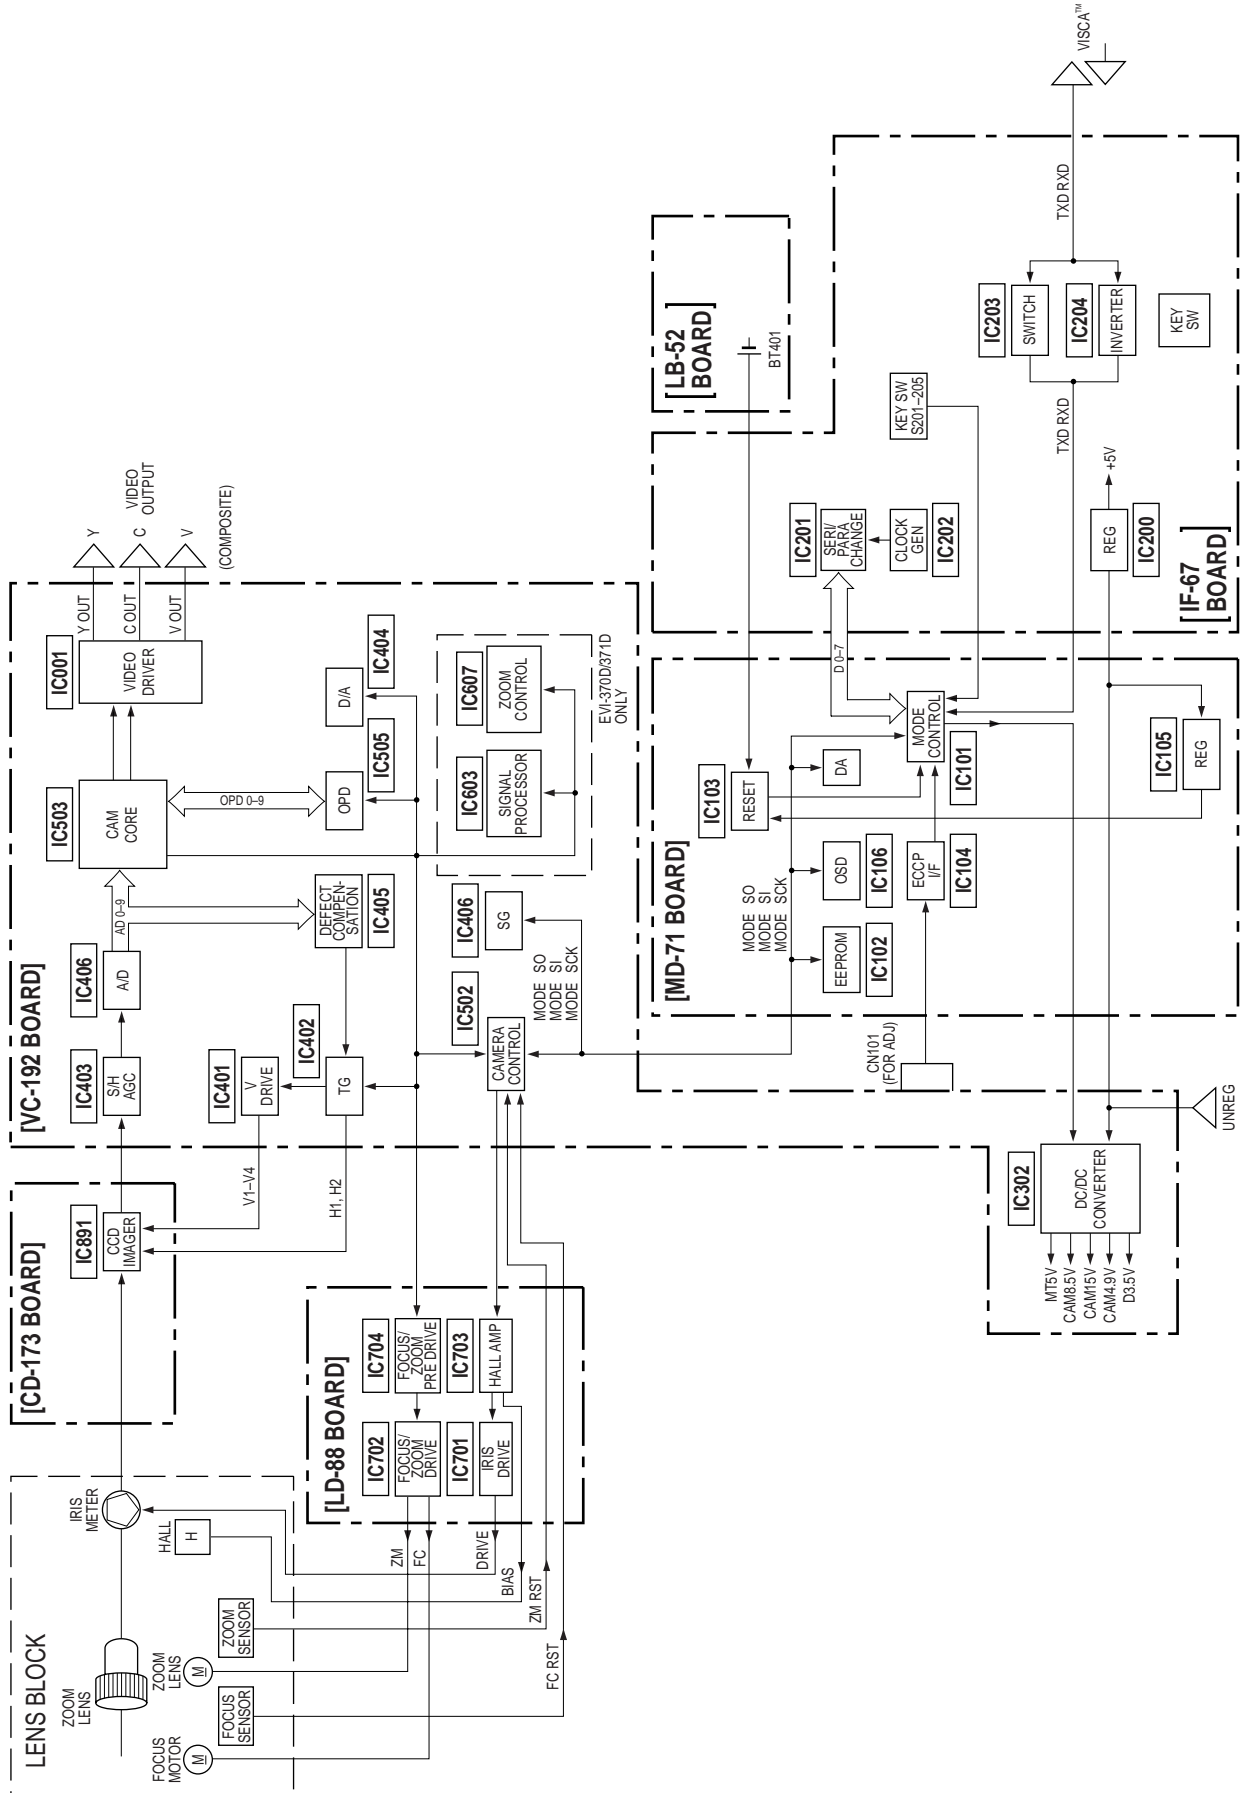 LENS BLOCK
ZOOM
LENS
IRIS
METER
HALL
H
ZOOM
LENS
M
ZOOM
SENSOR
FOCUS
MOTOR
M
FOCUS
SENSOR
ZM
FC
DRIVE
BIAS
ZM RST
FC RST
[CD-173 BOARD]
IC891
CCD
IMAGER
V1–V4
H1, H2
[LD-88 BOARD]
IC702
FOCUS/
ZOOM
DRIVE
IC704
FOCUS/
ZOOM
PRE DRIVE
IC701
IRIS
DRIVE
IC703
HALL AMP
[VC-192 BOARD]
IC403
S/H
AGC
IC406
A/D
AD 0–9
IC503
CAM
CORE
IC001
VIDEO
DRIVER
Y OUT
C OUT
V OUT
Y
C
V
VIDEO
OUTPUT
(COMPOSITE)
IC401
V
DRIVE
IC402
TG
DEFECT
COMPEN-
SATION
IC405
OPD 0–9
OPD
IC505
D/A
IC404
IC502
CAMERA
CONTROL
IC406
SG
MODE SO
MODE SI
MODE SCK
IC603
SIGNAL
PROCESSOR
IC607
ZOOM
CONTROL
EVI-370D/371D
ONLY
IC302
DC/DC
CONVERTER
MT5V
CAM8.5V
CAM15V
CAM4.9V
D3.5V
UNREG
CN101
(FOR ADJ)
[MD-71 BOARD]
MODE SO
MODE SI
MODE SCK
IC103
RESET
EEPROM
IC102
OSD
IC106
DA
ECCP
I/F
IC104
MODE
CONTROL
IC101
IC105
REG
D 0–7
[LB-52
BOARD]
BT401
[IF-67
BOARD]
IC201
SERI/
PARA
CHANGE
CLOCK
GEN
IC202
KEY SW
S201–205
REG
IC200
+5V
TXD RXD
IC203
SWITCH
IC204
INVERTER
KEY
SW
TXD RXD
VISCA™